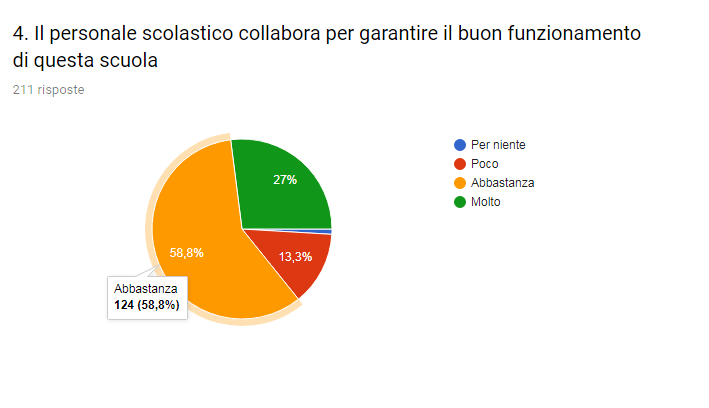 4. Il personale scolastico collabora per garantire il buon funzionamento
di questa scuola
211 risposte
Per niente
Poco
Abbastanza
Molto
27%
58,8%
13,3%
Abbastanza
124 (58,8%)